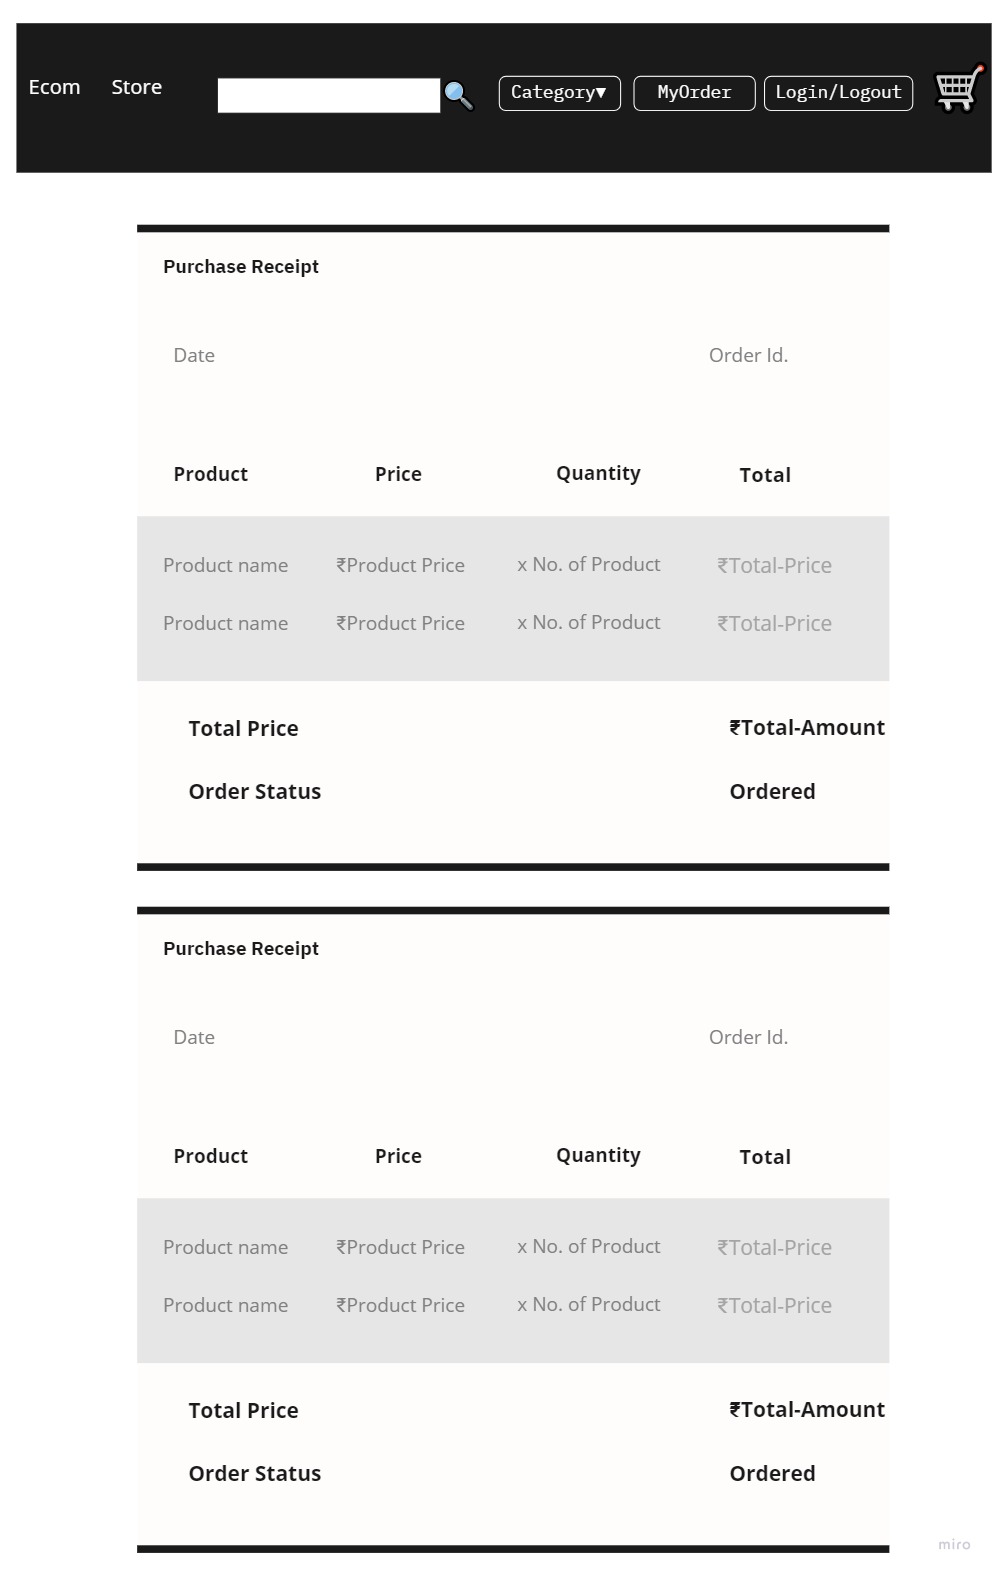 Ecom Store Category▼ MyOrder Login/Logout
Purchase Receipt
Date Order Id.
Product Price Quantity Total
Product name ₹Product Price x No. of Product ₹Total-Price
Product name ₹Product Price x No. of Product ₹Total-Price
Total Price ₹Total-Amount
Order Status Ordered
Purchase Receipt
Date Order Id.
Product Price Quantity Total
Product name ₹Product Price x No. of Product ₹Total-Price
Product name ₹Product Price x No. of Product ₹Total-Price
Total Price ₹Total-Amount
Order Status Ordered
miro